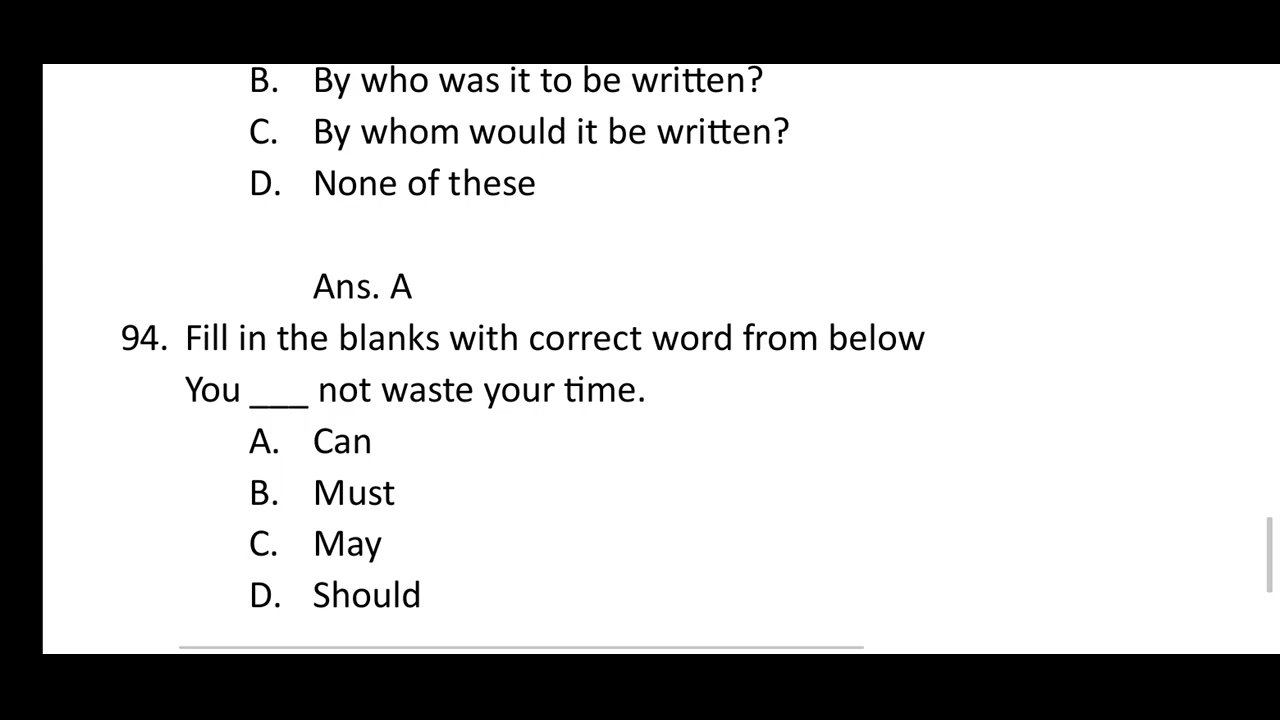 B. By who was it to be written?
C. By whom would it be written?
D. None of these
Ans. A
94. Fill in the blanks with correct word from below
You ___ not waste your time.
A. Can
B. Must
C. May
D. Should